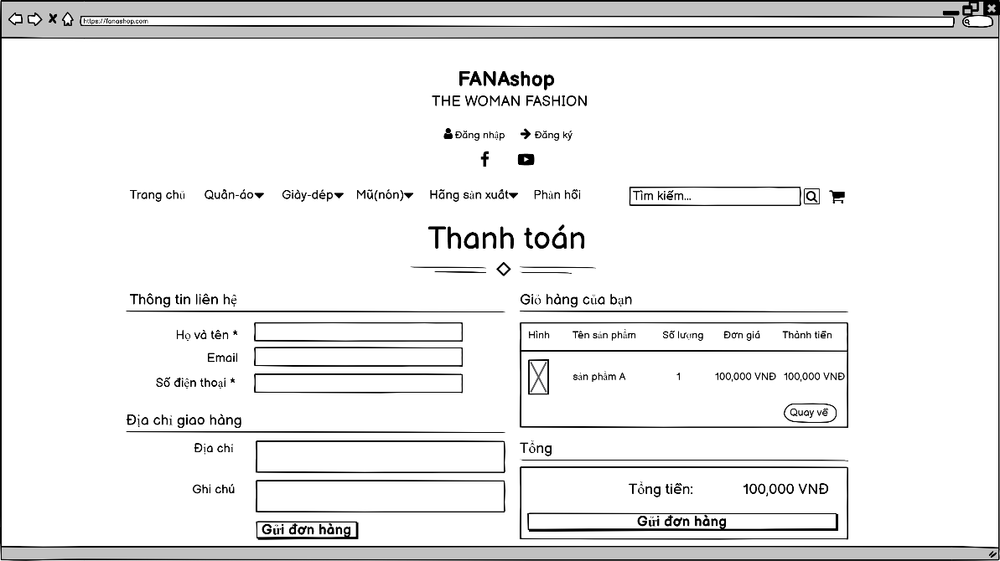 https://fanashop.com
FANAshop
THE WOMAN FASHION
Đăng nhập Đăng ký
Trang chủ Quần-áo Giày-dép Mũ(nón) Hãng sản xuất Phản hồi Tìm kiếm...
Thanh toán
Thông tin liên hệ
Họ và tên *
Email
Số điện thoại *
Địa chỉ giao hàng
Địa chỉ
Ghi chú
Gửi đơn hàng
Giỏ hàng của bạn
Hình Tên sản phẩm Số lượng Đơn giá Thành tiền
sản phẩm A 1 100,000 VNĐ 100,000 VNĐ
Quay về
Tổng
Tổng tiền: 100,000 VNĐ
Gửi đơn hàng